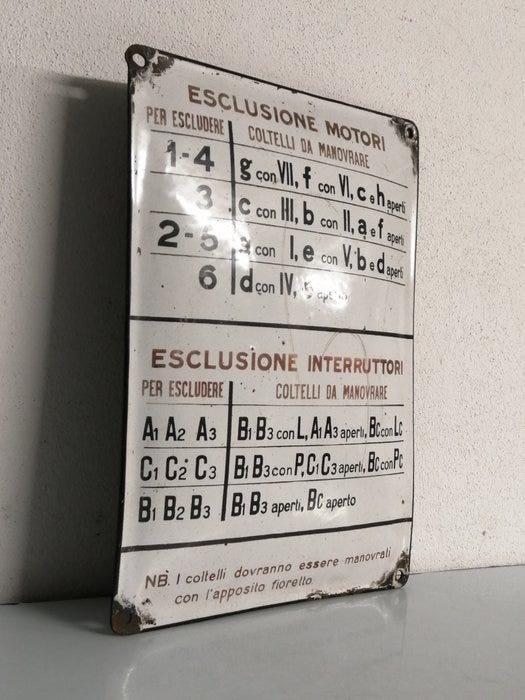 ESCLUSIONE MOTORI
PER ESCLUDERE COLTELLI DA MANOVRARE
1-4 g con VII, f con VI, c e h aperti
3 c con III, b con II, a e f aperti
2-5 a con I, e con V, b e d aperti
6 d con IV,
ESCLUSIONE INTERRUTTORI
PER ESCLUDERE COLTELLI DA MANOVRARE
A1 A2 A3 B1 B3 con L, A1 A3 aperti, BC con LC
C1 C2 C3 B1 B3 con P, C1 C3 aperti, BC con PC
B1 B2 B3 B1 B3 aperti, BC aperto
NB. I coltelli dovranno essere manovrati
con l'apposito fioretto